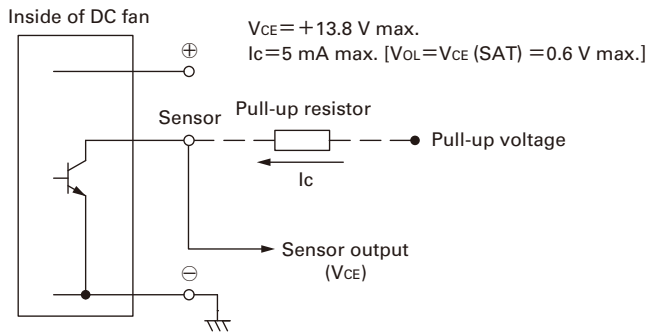 Inside of DC fan
VCE=+13.8 V max.
Ic=5 mA max. [VOL=VCE (SAT) =0.6 V max.]
⊕
Sensor
Pull-up resistor
Pull-up voltage
Ic
Sensor output
(VCE)
⊖